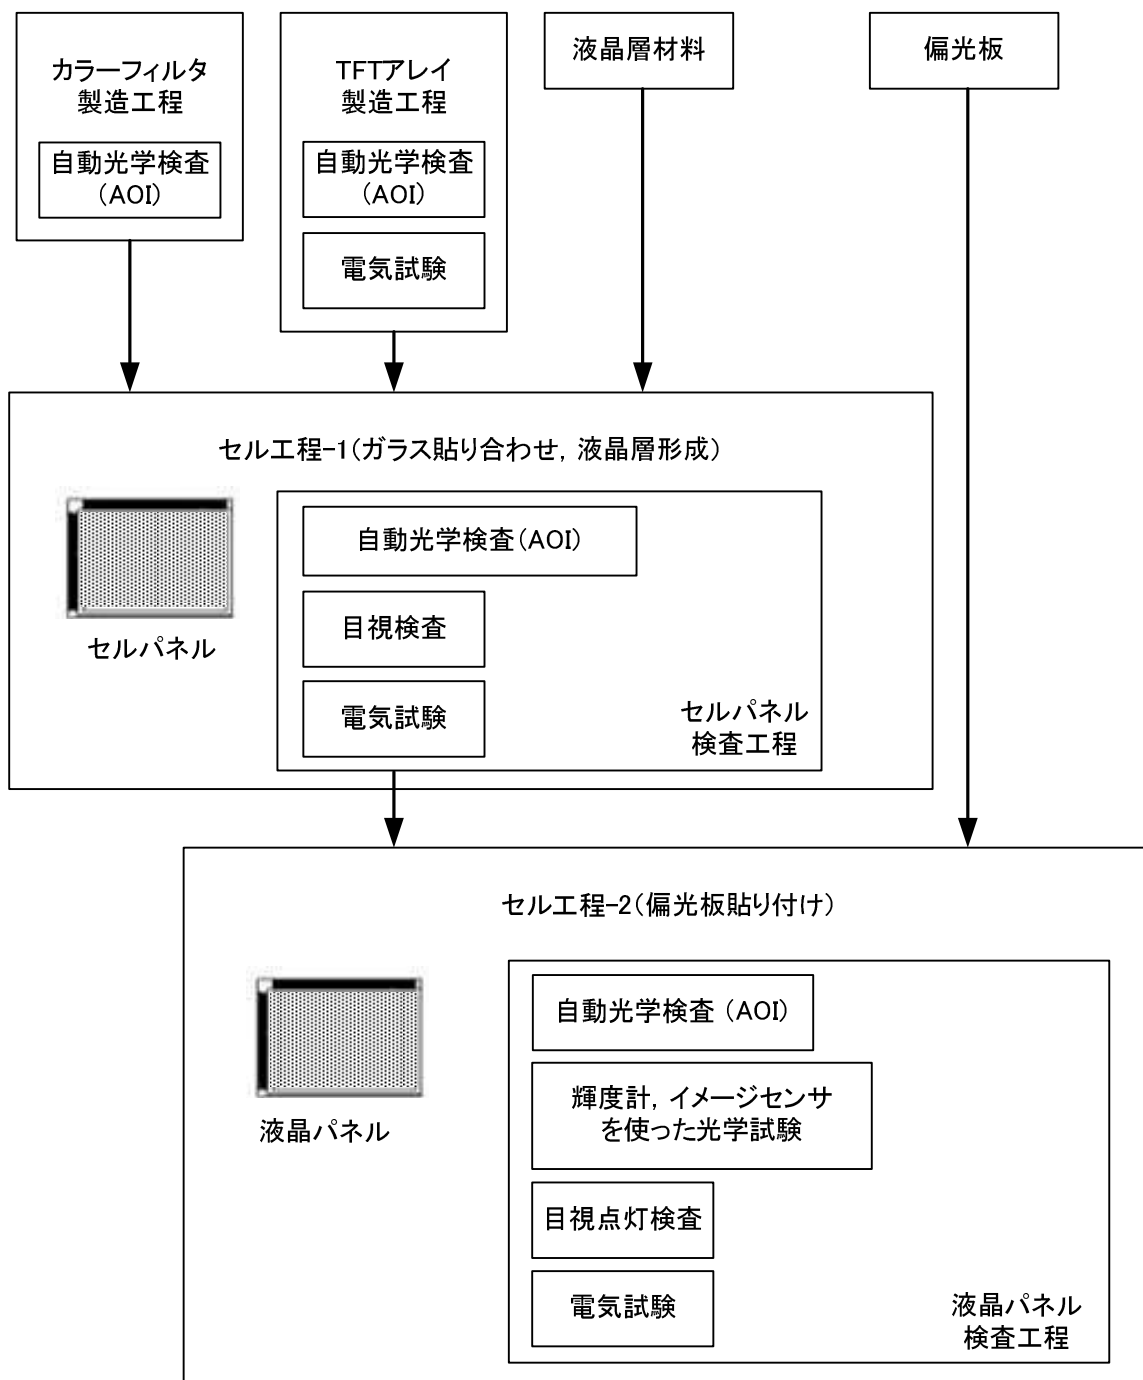 カラーフィルタ
製造工程
自動光学検査
(AOI)
TFTアレイ
製造工程
自動光学検査
(AOI)
電気試験
液晶層材料
偏光板
セル工程-1(ガラス貼り合わせ，液晶層形成)
自動光学検査(AOI)
目視検査
電気試験
セルパネル
セルパネル
検査工程
セル工程-2(偏光板貼り付け)
自動光学検査 (AOI)
輝度計，イメージセンサ
を使った光学試験
目視点灯検査
電気試験
液晶パネル
液晶パネル
検査工程